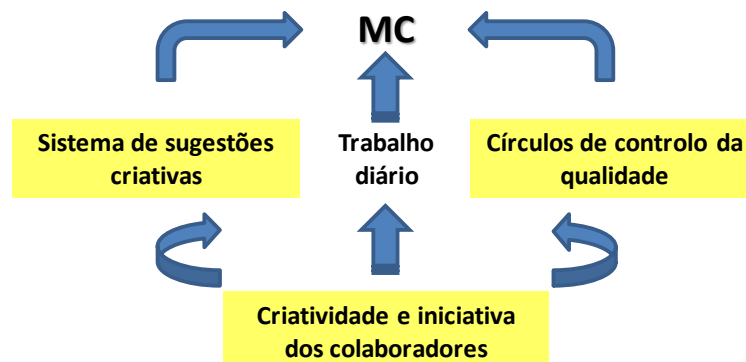 MC
Sistema de sugestões
criativas
Trabalho
diário
Círculos de controlo da
qualidade
Criatividade e iniciativa
dos colaboradores